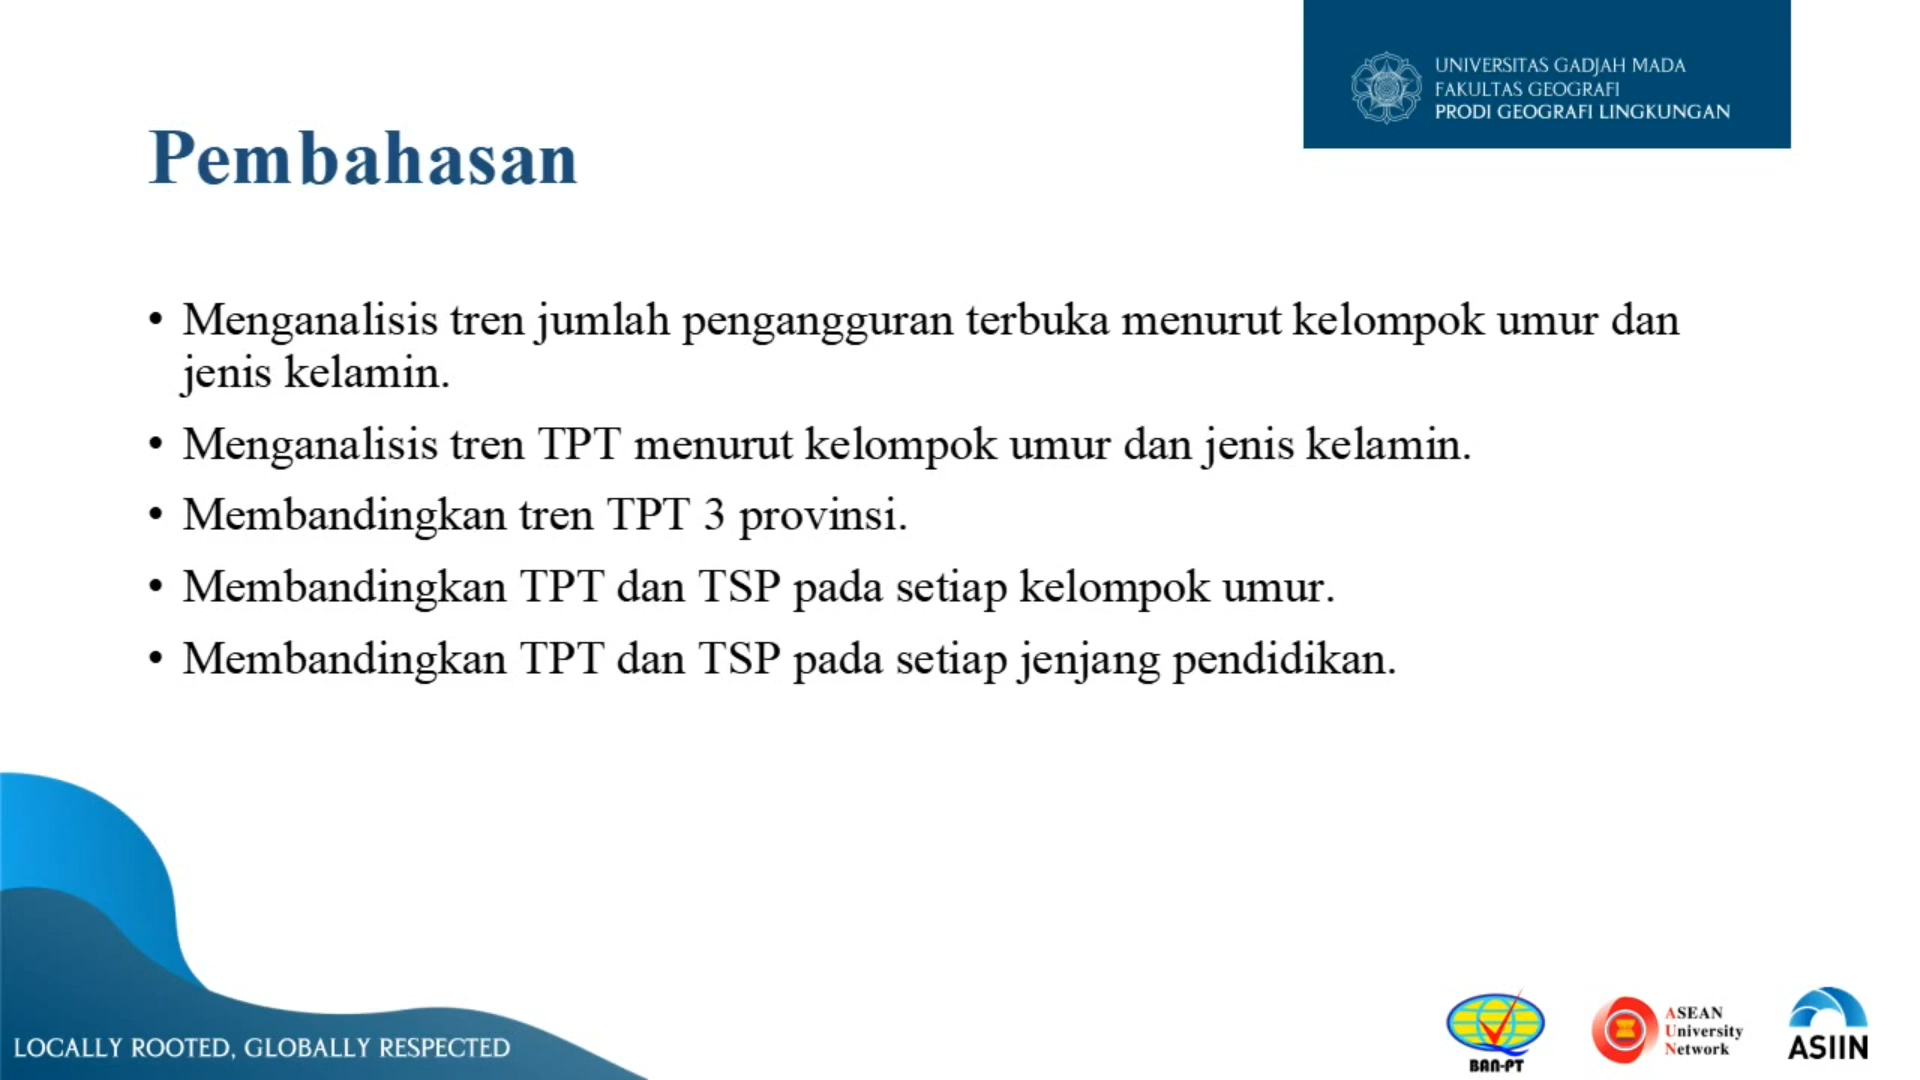 UNIVERSITAS GADJAH MADA
FAKULTAS GEOGRAFI
PRODI GEOGRAFI LINGKUNGAN
Pembahasan
• Menganalisis tren jumlah pengangguran terbuka menurut kelompok umur dan
jenis kelamin.
• Menganalisis tren TPT menurut kelompok umur dan jenis kelamin.
• Membandingkan tren TPT 3 provinsi.
• Membandingkan TPT dan TSP pada setiap kelompok umur.
• Membandingkan TPT dan TSP pada setiap jenjang pendidikan.
LOCALLY ROOTED, GLOBALLY RESPECTED
BAN-PT
ASEAN
University
Network
ASIIN